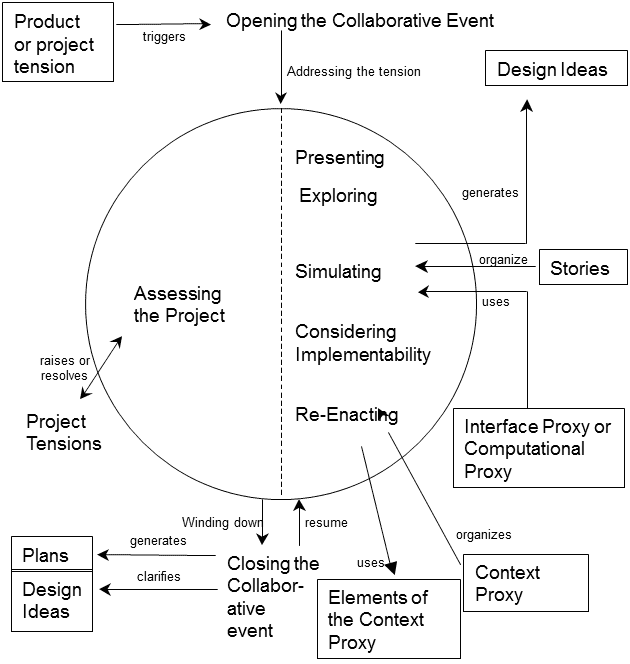 Product
or project
tension
triggers
Opening the Collaborative Event
Addressing the tension
Design Ideas
Presenting
Exploring
generates
organize
Simulating
Stories
uses
Assessing
the Project
Considering
Implementability
raises or
resolves
Project
Tensions
Re-Enacting
Interface Proxy or
Computational
Proxy
Winding down
resume
organizes
generates
Plans
clarifies
Design
Ideas
Closing the
Collabor-
ative
event
uses
Elements of
the Context
Proxy
Context
Proxy